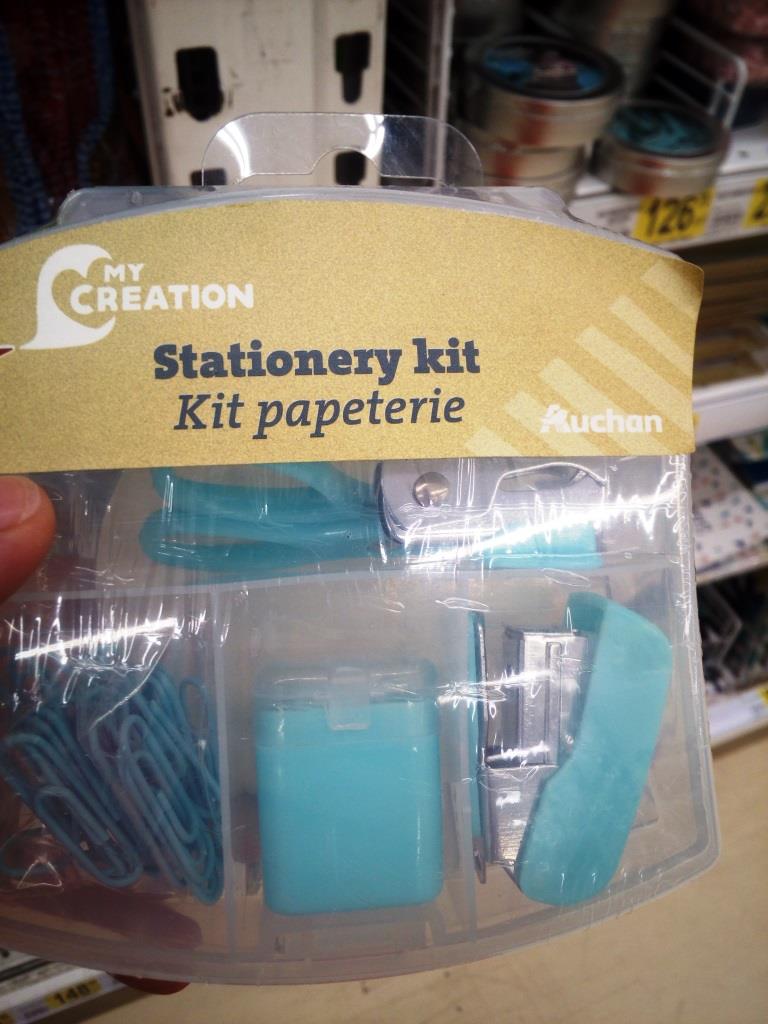 MY
CREATION
Stationery kit
Kit papeterie
Auchan
126
148